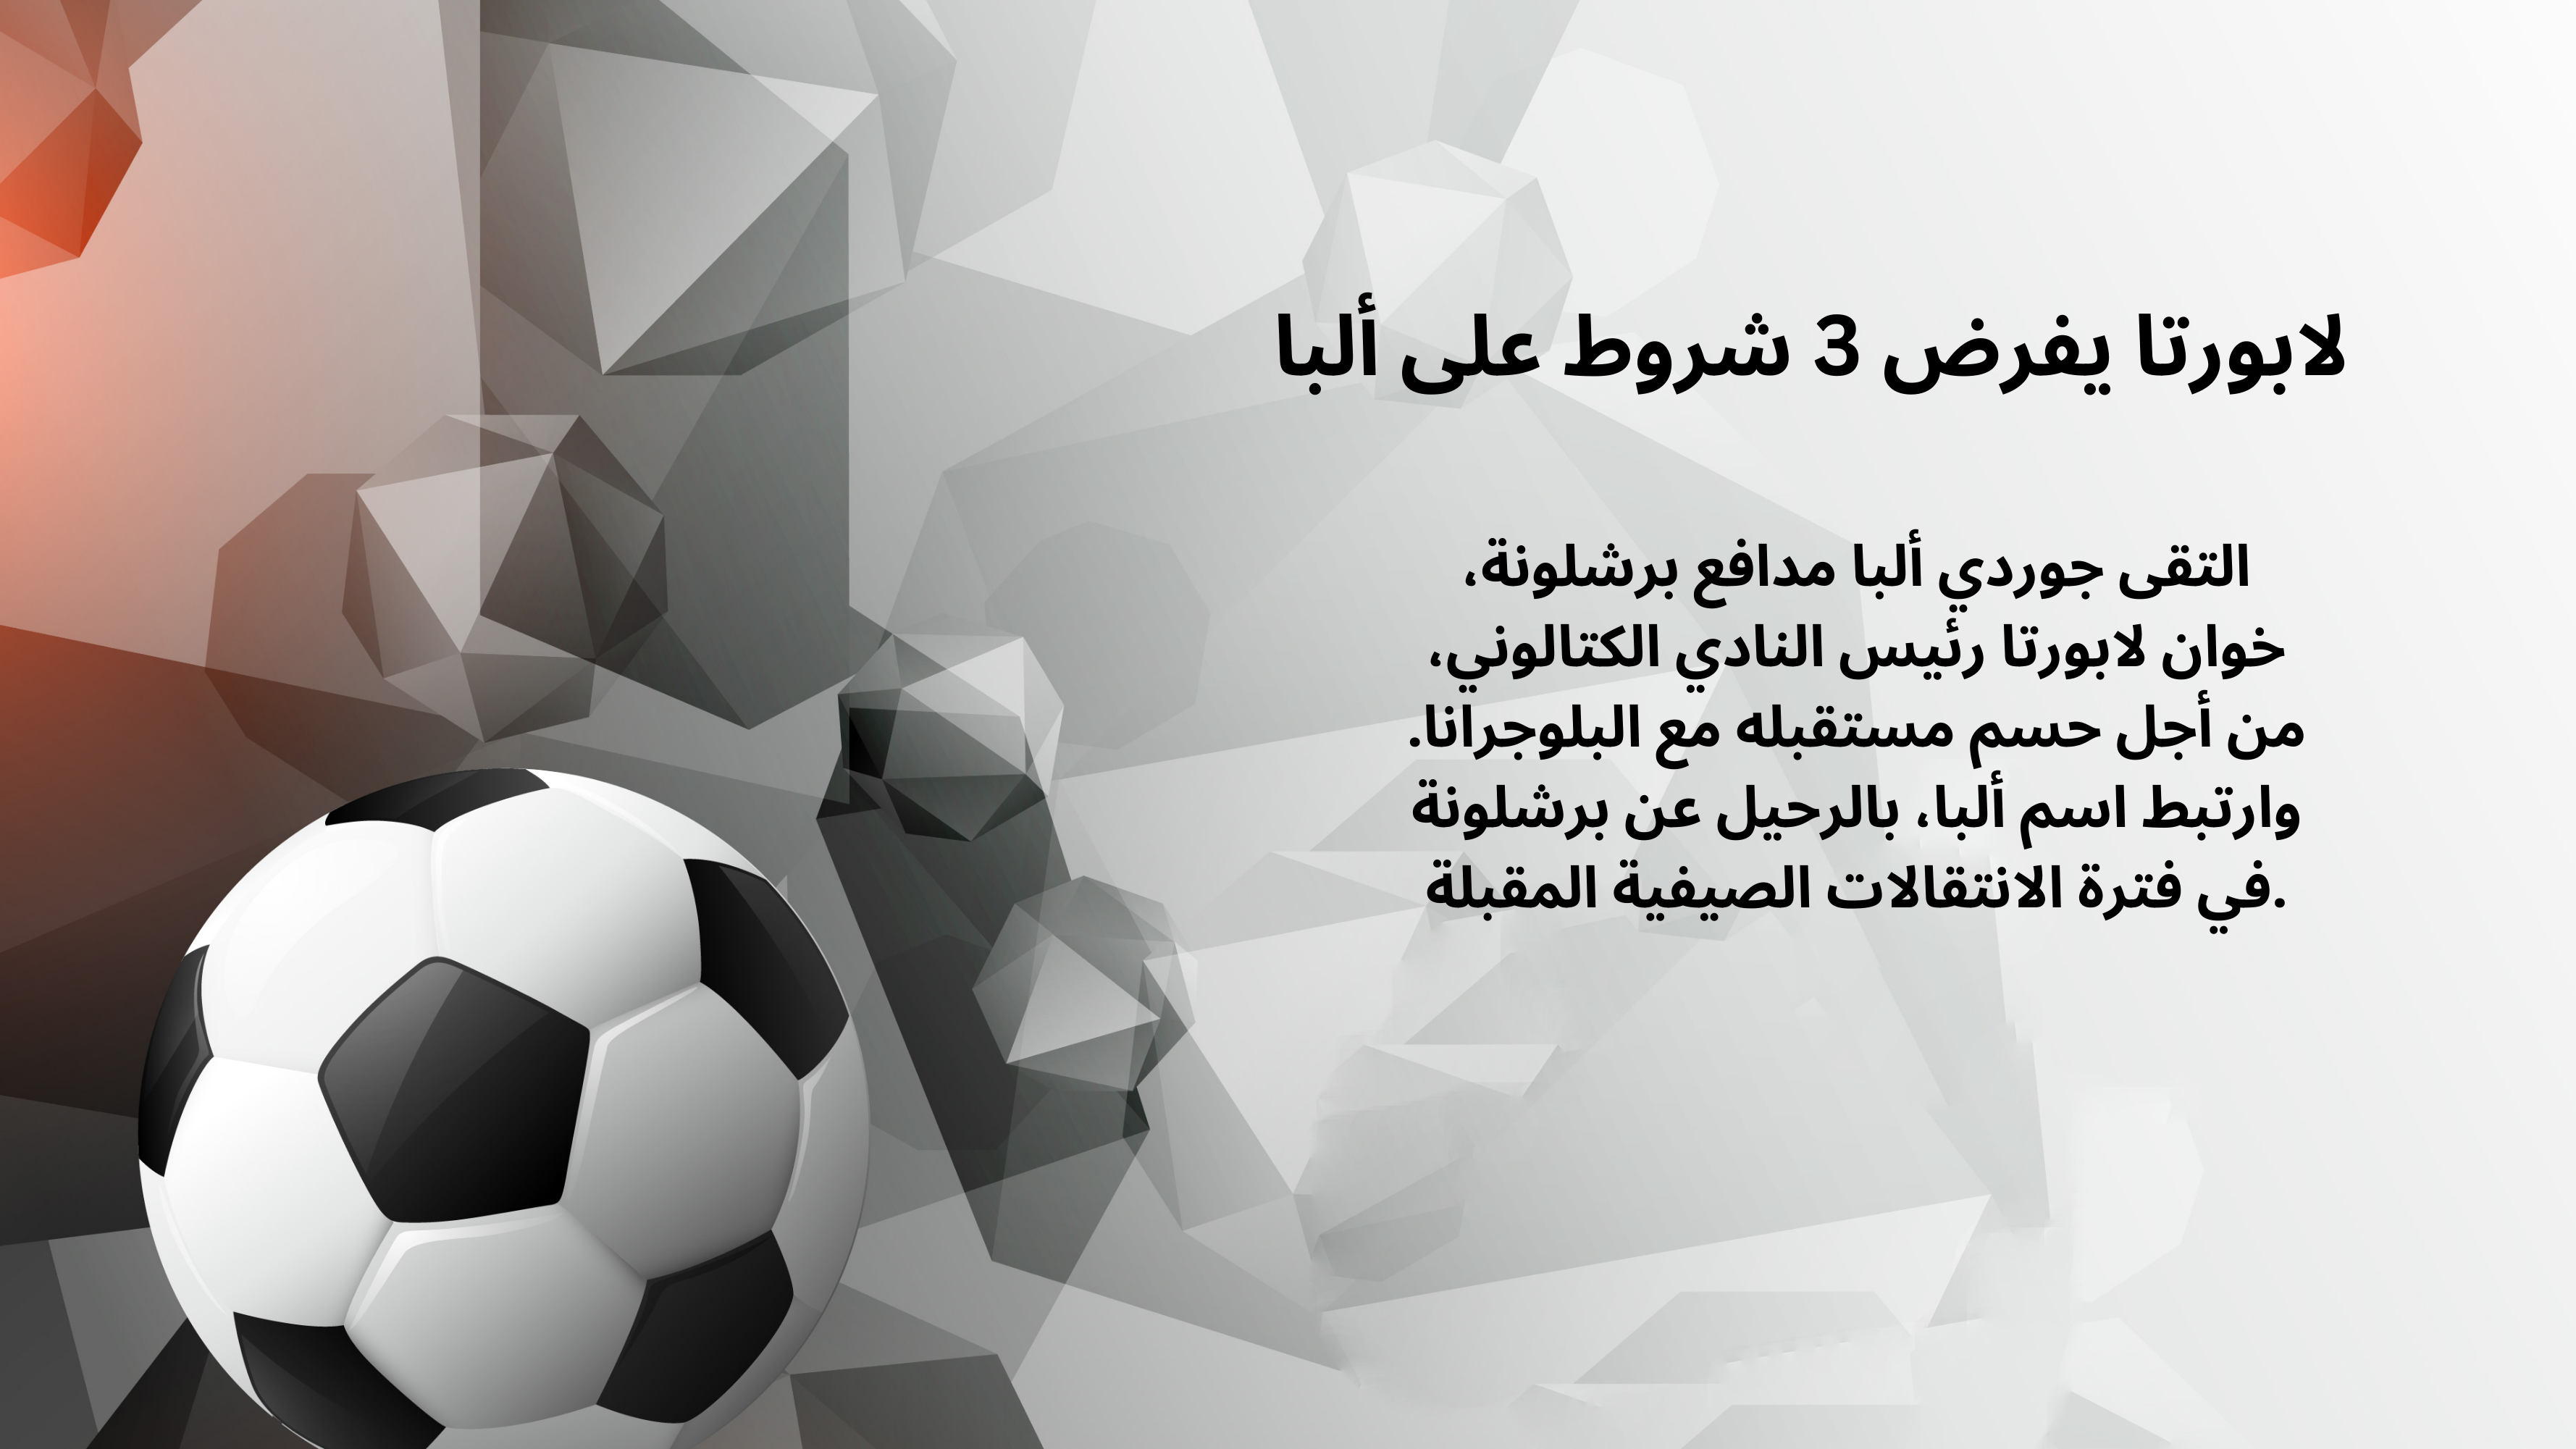 لابورتا يفرض 3 شروط على ألبا
التقى جوردي ألبا مدافع برشلونة،
خوان لابورتا رئيس النادي الكتالوني،
من أجل حسم مستقبله مع البلوجرانا.
وارتبط اسم ألبا، بالرحيل عن برشلونة
.في فترة الانتقالات الصيفية المقبلة